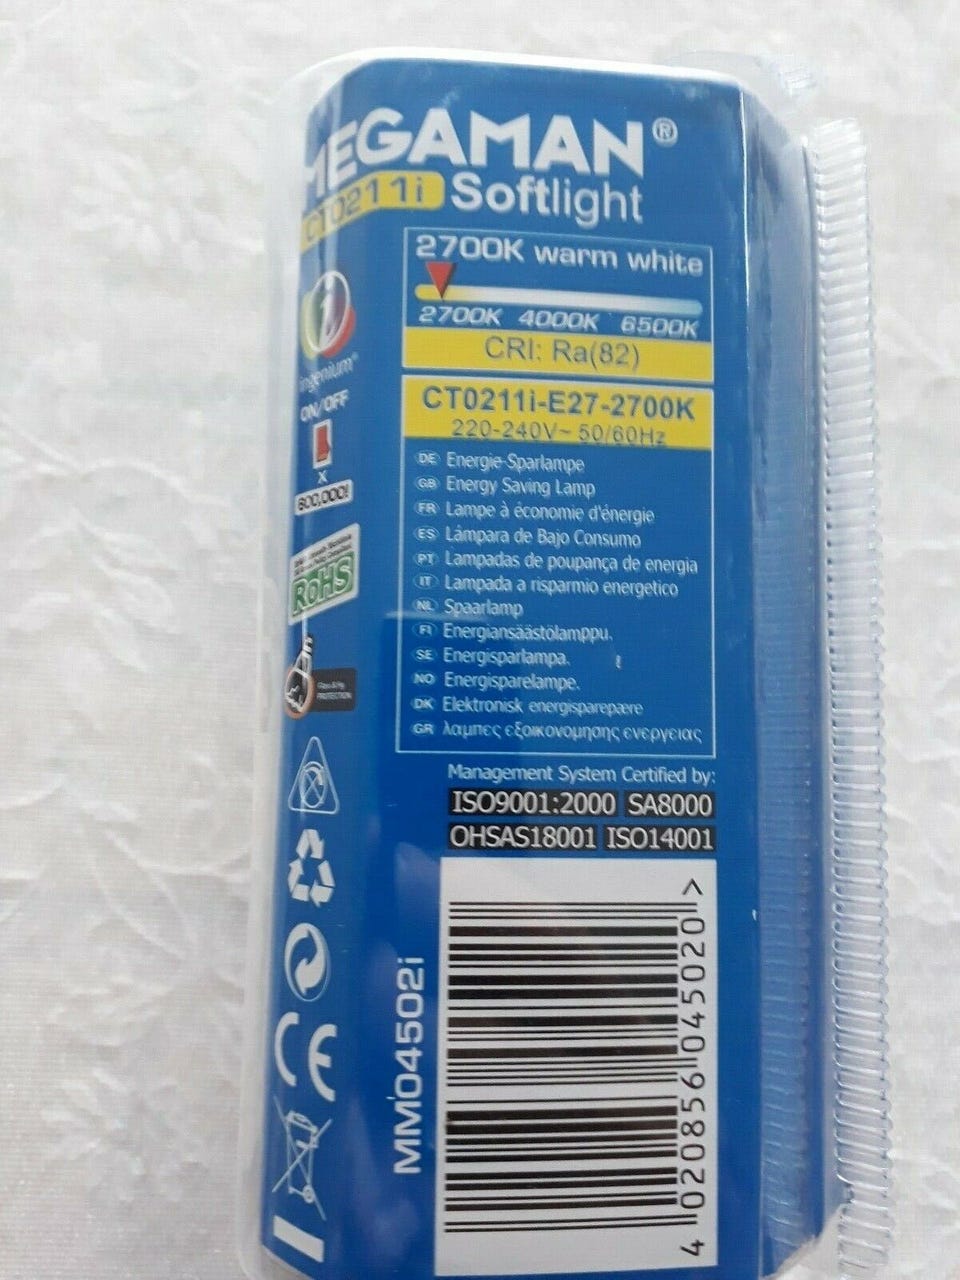 MEGAMAN®
CT0211i Softlight
2700K warm white
2700K 4000K 6500K
CRI: Ra(82)
CT0211i-E27-2700K
220-240V~ 50/60Hz
DE Energie-Sparlampe
GB Energy Saving Lamp
FR Lampe à économie d'énergie
ES Lámpara de Bajo Consumo
PT Lampadas de poupança de energia
IT Lampada a risparmio energetico
NL Spaarlamp
FI Energiansäästölamppu.
SE Energisparlampa.
NO Energisparelampe.
DK Elektronisk energisparepære
GR λαμπες εξοικονομησης ενεργειας
Management System Certified by:
ISO9001:2000 SA8000
OHSAS18001 ISO14001
ingenium®
ON/OFF
x
RoHS
PROTECTION
CE
MM04502i
4 020856 045020 >